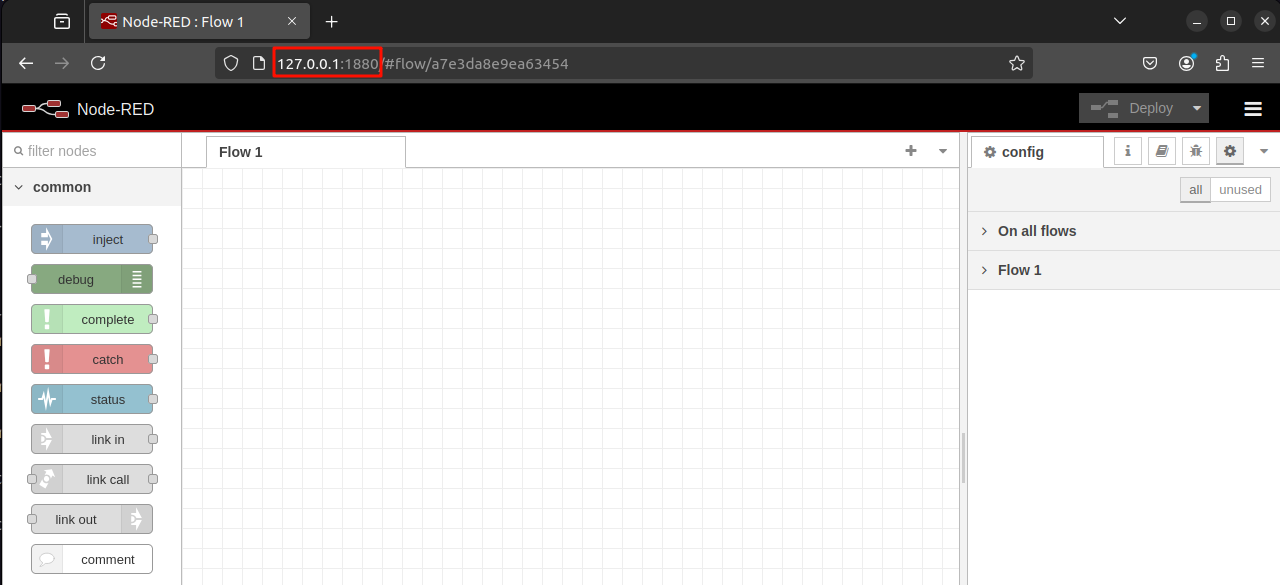 Node-RED : Flow 1
127.0.0.1:1880/#flow/a7e3da8e9ea63454
Node-RED
Deploy
filter nodes
Flow 1
config
all
unused
common
On all flows
Flow 1
inject
debug
complete
catch
status
link in
link call
link out
comment